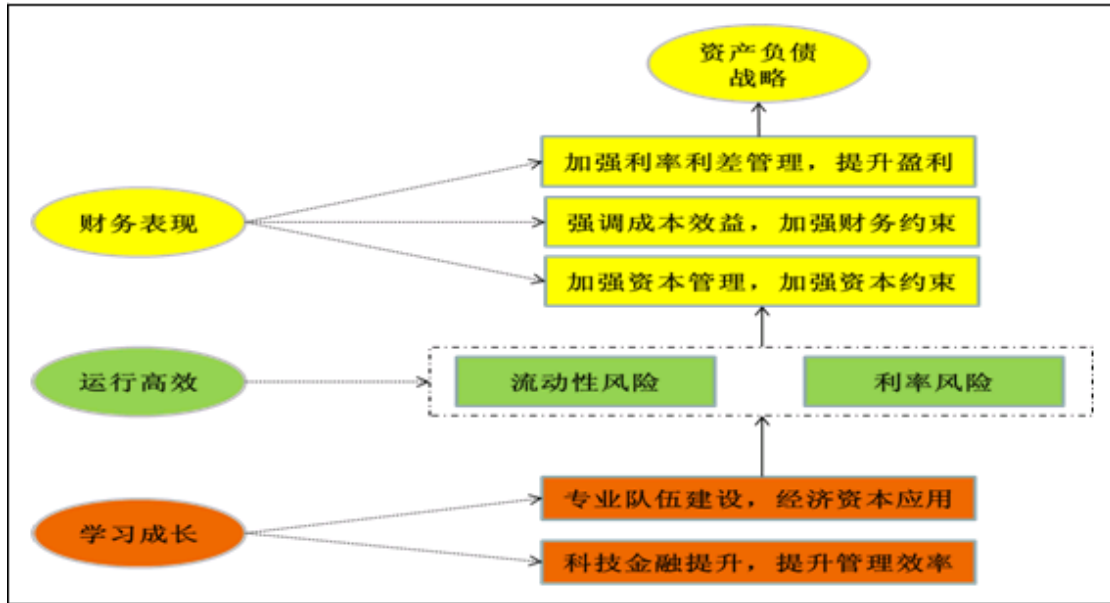 资产负债
战略
加强利率利差管理，提升盈利
财务表现
强调成本效益，加强财务约束
加强资本管理，加强资本约束
运行高效
流动性风险
利率风险
专业队伍建设，经济资本应用
学习成长
科技金融提升，提升管理效率